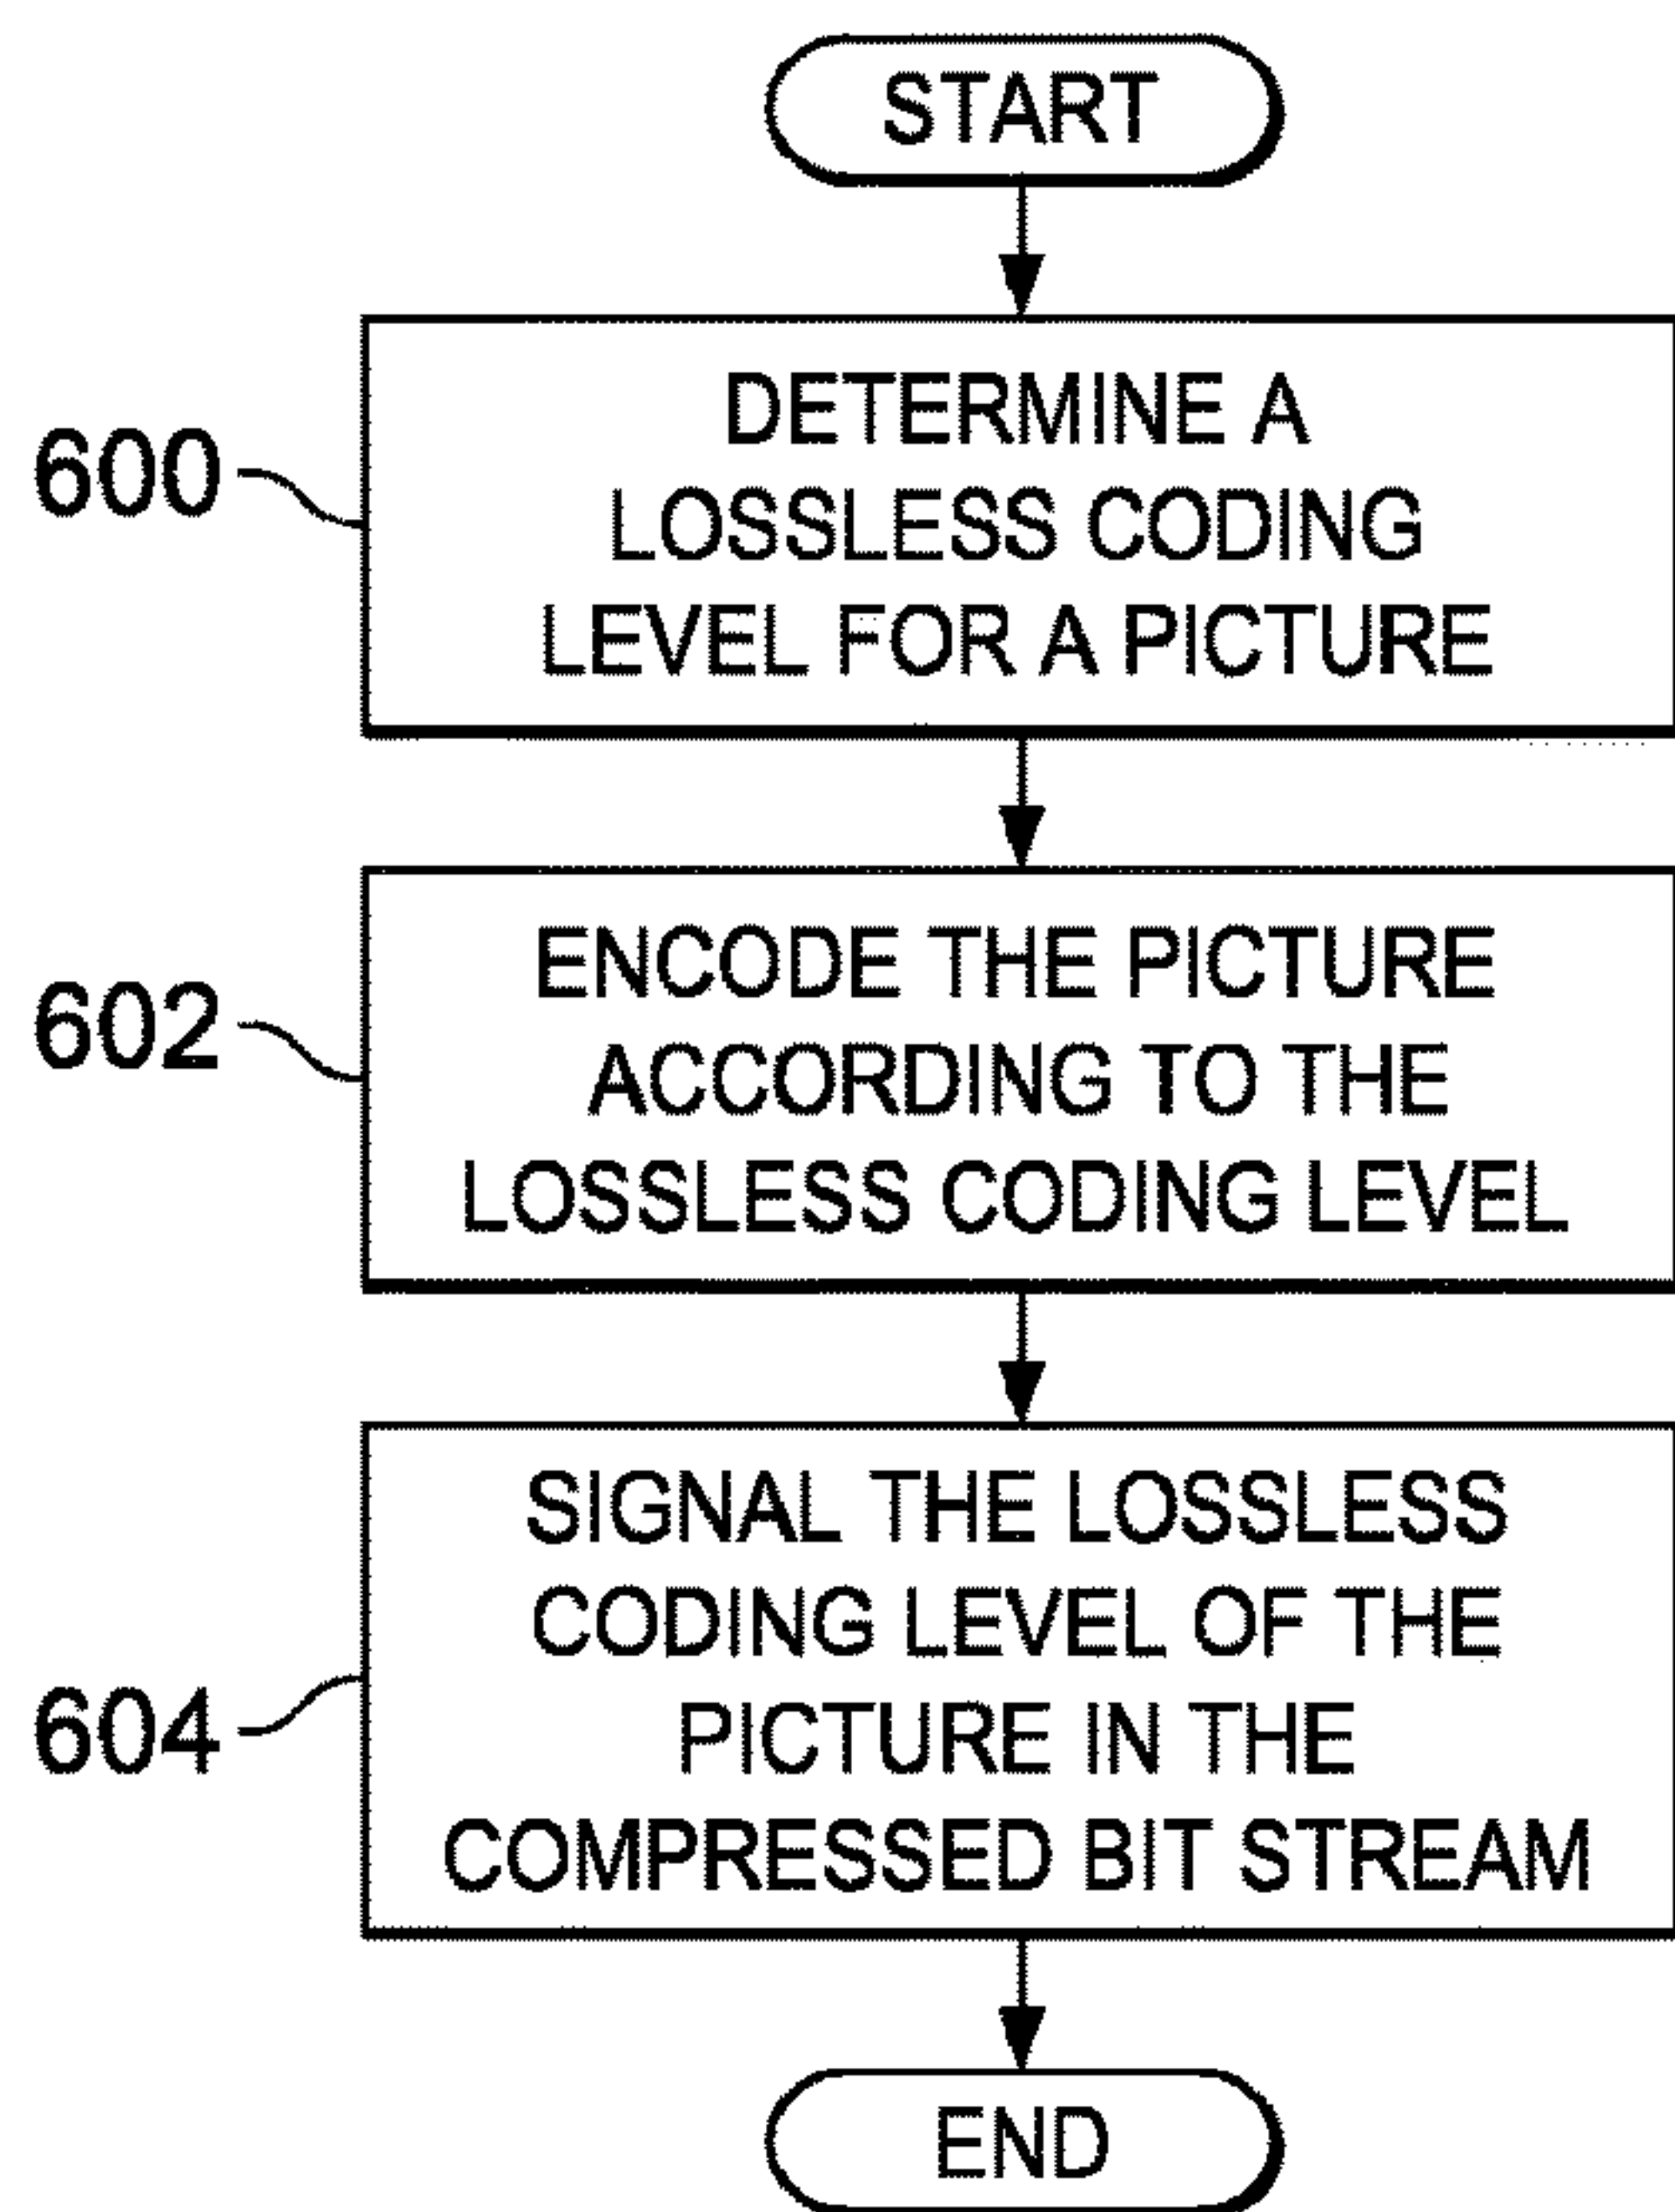 START
600
DETERMINE A
LOSSLESS CODING
LEVEL FOR A PICTURE
602
ENCODE THE PICTURE
ACCORDING TO THE
LOSSLESS CODING LEVEL
604
SIGNAL THE LOSSLESS
CODING LEVEL OF THE
PICTURE IN THE
COMPRESSED BIT STREAM
END